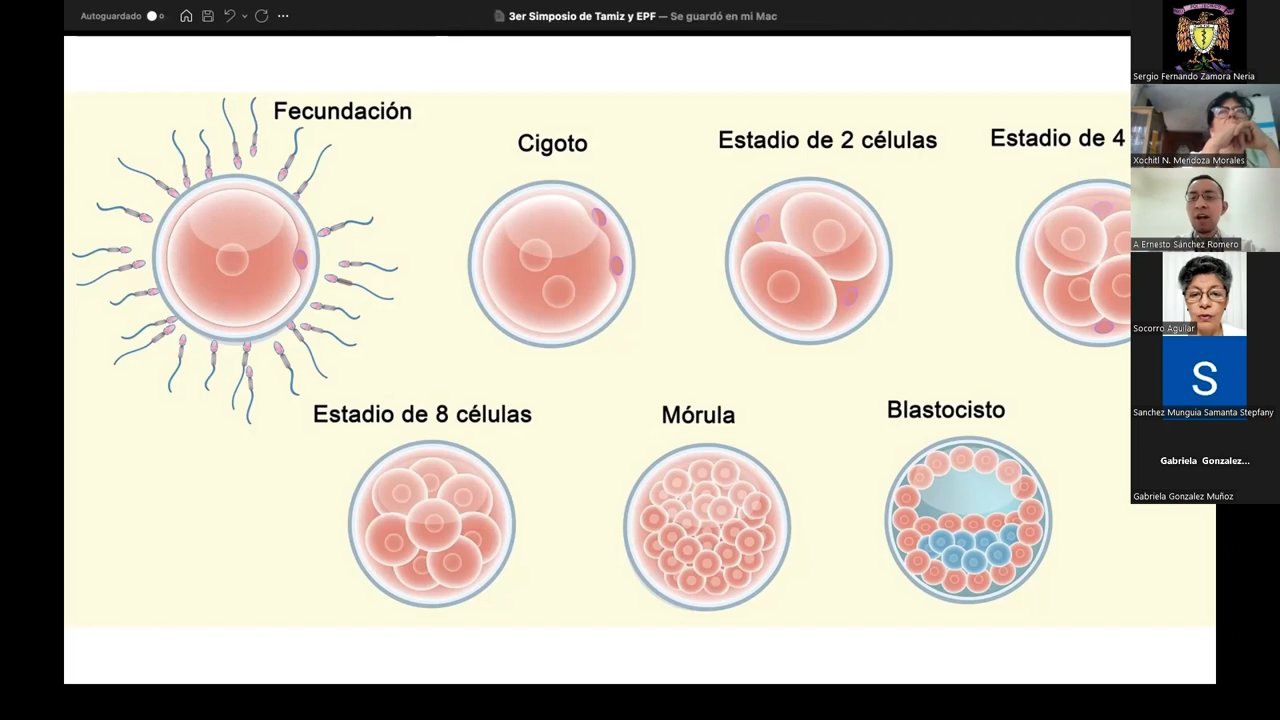 Autoguardado
3er Simposio de Tamiz y EPF — Se guardó en mi Mac
Fecundación
Cigoto
Estadio de 2 células
Estadio de 4
Estadio de 8 células
Mórula
Blastocisto
Sergio Fernando Zamora Neria
Xochitl N. Mendoza Morales
A Ernesto Sánchez Romero
Socorro Aguilar
S
Sanchez Munguia Samanta Stepfany
Gabriela Gonzalez...
Gabriela Gonzalez Muñoz